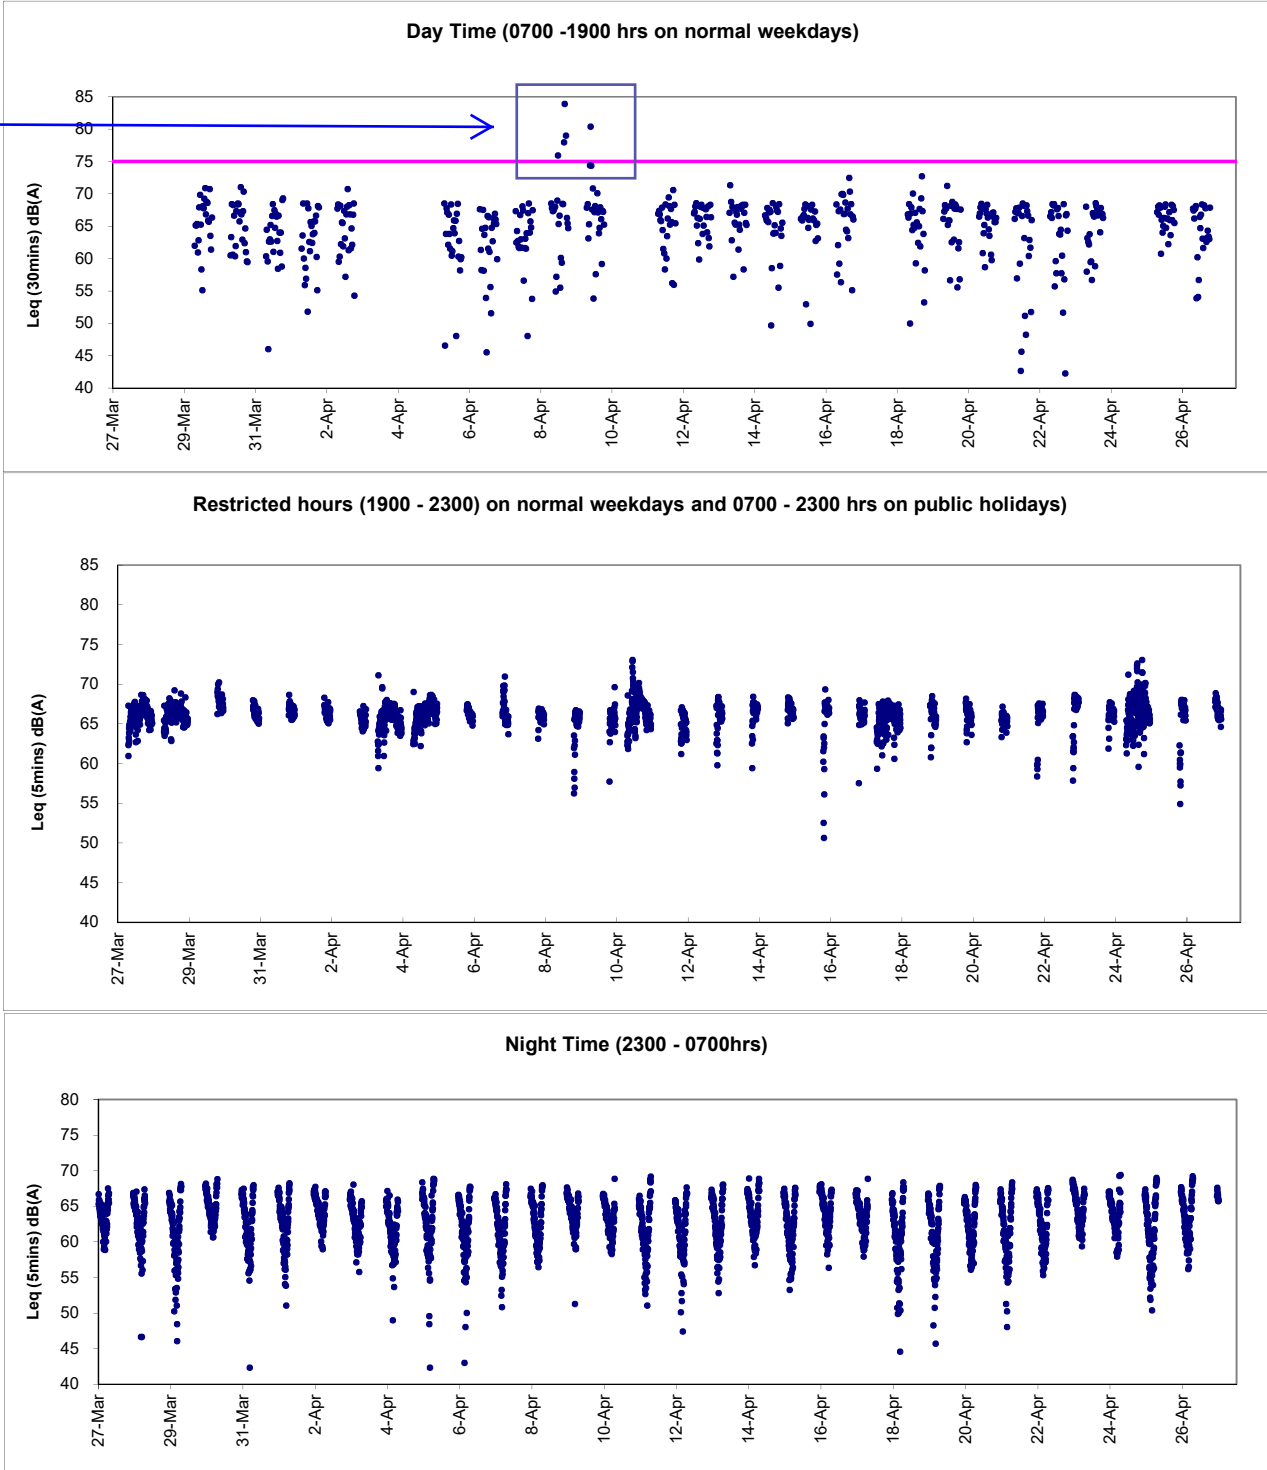 Day Time (0700 -1900 hrs on normal weekdays)
85
80
75
70
65
60
55
50
45
40
Leq (30mins) dB(A)
27-Mar
29-Mar
31-Mar
2-Apr
4-Apr
6-Apr
8-Apr
10-Apr
12-Apr
14-Apr
16-Apr
18-Apr
20-Apr
22-Apr
24-Apr
26-Apr
Restricted hours (1900 - 2300) on normal weekdays and 0700 - 2300 hrs on public holidays)
85
80
75
70
65
60
55
50
45
40
Leq (5mins) dB(A)
27-Mar
29-Mar
31-Mar
2-Apr
4-Apr
6-Apr
8-Apr
10-Apr
12-Apr
14-Apr
16-Apr
18-Apr
20-Apr
22-Apr
24-Apr
26-Apr
Night Time (2300 - 0700hrs)
80
75
70
65
60
55
50
45
40
Leq (5mins) dB(A)
27-Mar
29-Mar
31-Mar
2-Apr
4-Apr
6-Apr
8-Apr
10-Apr
12-Apr
14-Apr
16-Apr
18-Apr
20-Apr
22-Apr
24-Apr
26-Apr